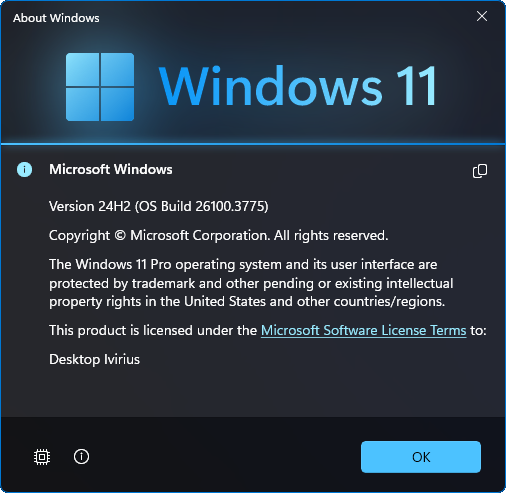 About Windows
Windows 11
Microsoft Windows
Version 24H2 (OS Build 26100.3775)
Copyright © Microsoft Corporation. All rights reserved.
The Windows 11 Pro operating system and its user interface are
protected by trademark and other pending or existing intellectual
property rights in the United States and other countries/regions.
This product is licensed under the Microsoft Software License Terms to:
Desktop Ivirius
OK